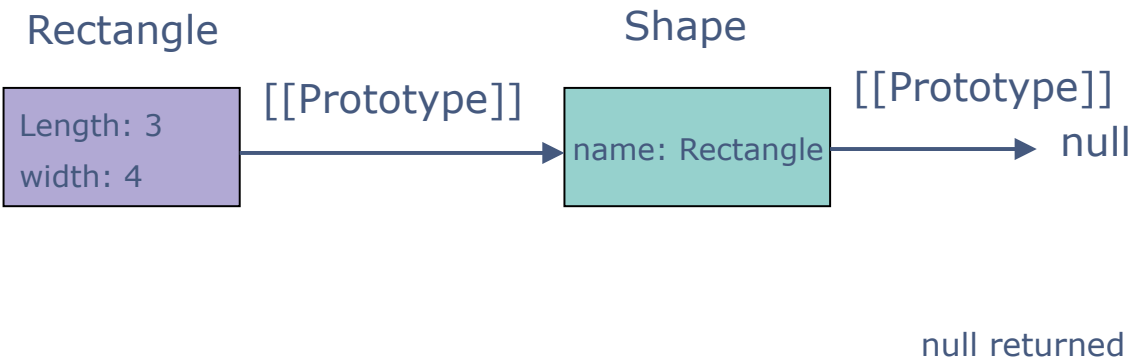 Rectangle
Shape
[[Prototype]]
[[Prototype]]
Length: 3
width: 4
name: Rectangle
null
null returned